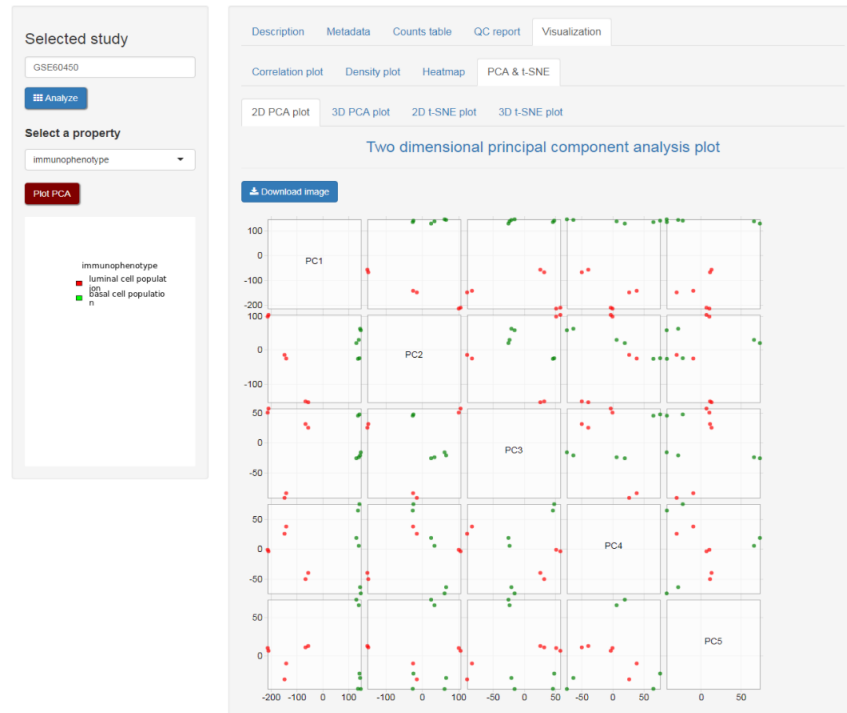 Selected study
GSE60450
Analyze
Select a property
immunophenotype
Plot PCA
immunophenotype
luminal cell populat
ion
basal cell populatio
n
Description Metadata Counts table QC report Visualization
Correlation plot Density plot Heatmap PCA & t-SNE
2D PCA plot 3D PCA plot 2D t-SNE plot 3D t-SNE plot
Two dimensional principal component analysis plot
Download image
100
0
-100
-200
PC1
100
0
-100
PC2
50
0
-50
PC3
50
0
-50
PC4
50
0
PC5
-200 -100 0 100 -100 0 100 -50 0 50 -50 0 50 0 50